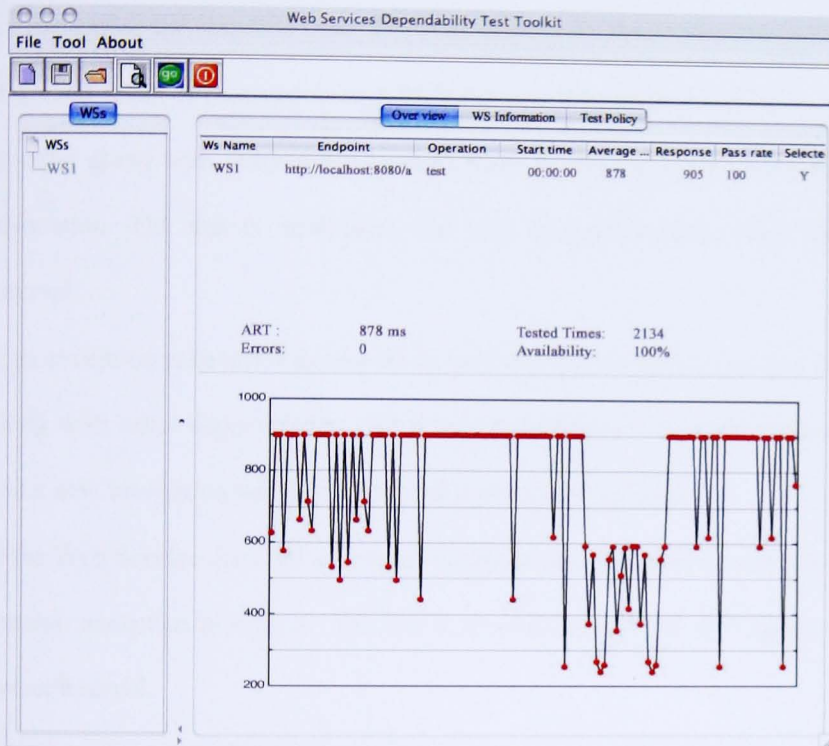 Web Services Dependability Test Toolkit
File Tool About
go
WSs
Over view WS Information Test Policy
WSs
WS1
Ws Name Endpoint Operation Start time Average ... Response Pass rate Selecte
WS1 http://localhost:8080/a test 00:00:00 878 905 100 Y
ART : 878 ms Tested Times: 2134
Errors: 0 Availability: 100%
1000
800
600
400
200